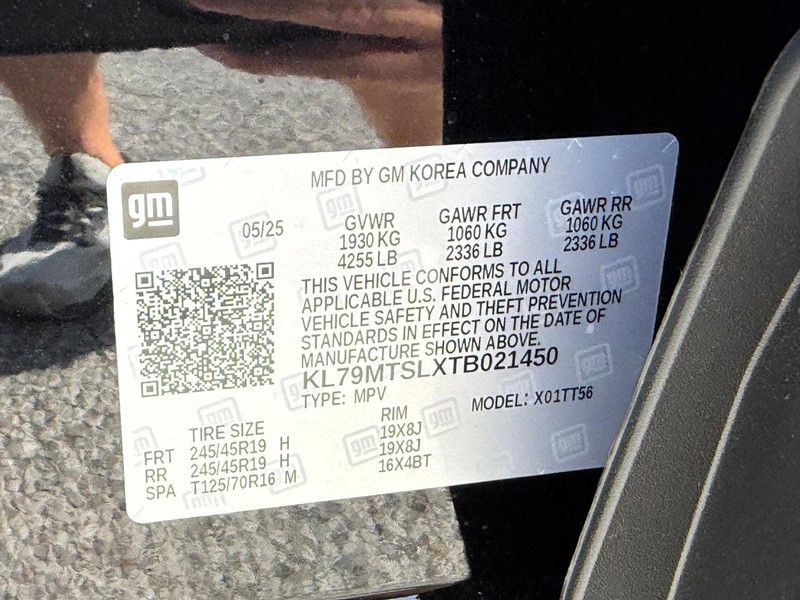 MFD BY GM KOREA COMPANY
gm
05/25 GVWR GAWR FRT GAWR RR
1930 KG 1060 KG 1060 KG
4255 LB 2336 LB 2336 LB
THIS VEHICLE CONFORMS TO ALL
APPLICABLE U.S. FEDERAL MOTOR
VEHICLE SAFETY AND THEFT PREVENTION
STANDARDS IN EFFECT ON THE DATE OF
MANUFACTURE SHOWN ABOVE.
KL79MTSLXTB021450
TYPE: MPV MODEL: X01TT56
TIRE SIZE RIM
FRT 245/45R19 H 19X8J
RR 245/45R19 H 19X8J
SPA T125/70R16 M 16X4BT